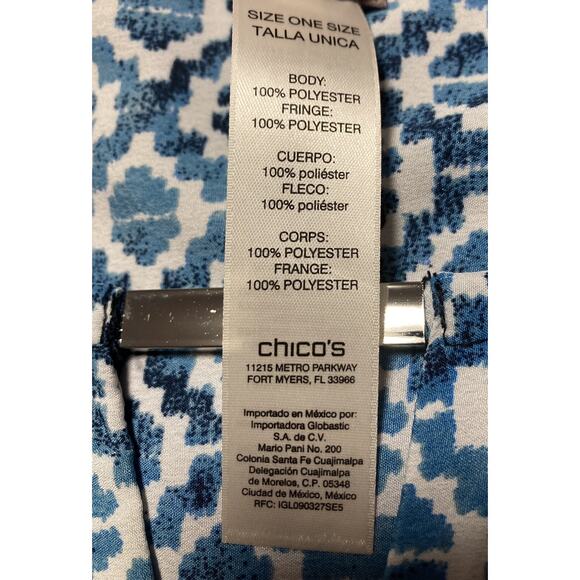 SIZE ONE SIZE
TALLA UNICA
BODY:
100% POLYESTER
FRINGE:
100% POLYESTER
CUERPO:
100% poliéster
FLECO:
100% poliéster
CORPS:
100% POLYESTER
FRANGE:
100% POLYESTER
chico's
11215 METRO PARKWAY
FORT MYERS, FL 33966
Importado en México por:
Importadora Globastic
S.A. de C.V.
Mario Pani No. 200
Colonia Santa Fe Cuajimalpa
Delegación Cuajimalpa
de Morelos, C.P. 05348
Ciudad de México, México
RFC: IGL090327SE5